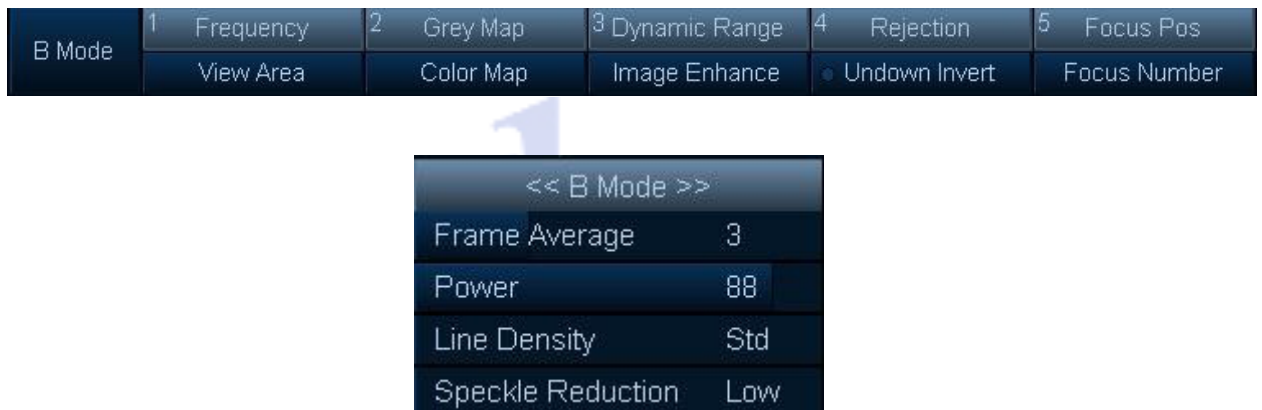 B Mode
1 Frequency 2 Grey Map 3 Dynamic Range 4 Rejection 5 Focus Pos
View Area Color Map Image Enhance Undown Invert Focus Number
<< B Mode >>
Frame Average 3
Power 88
Line Density Std
Speckle Reduction Low